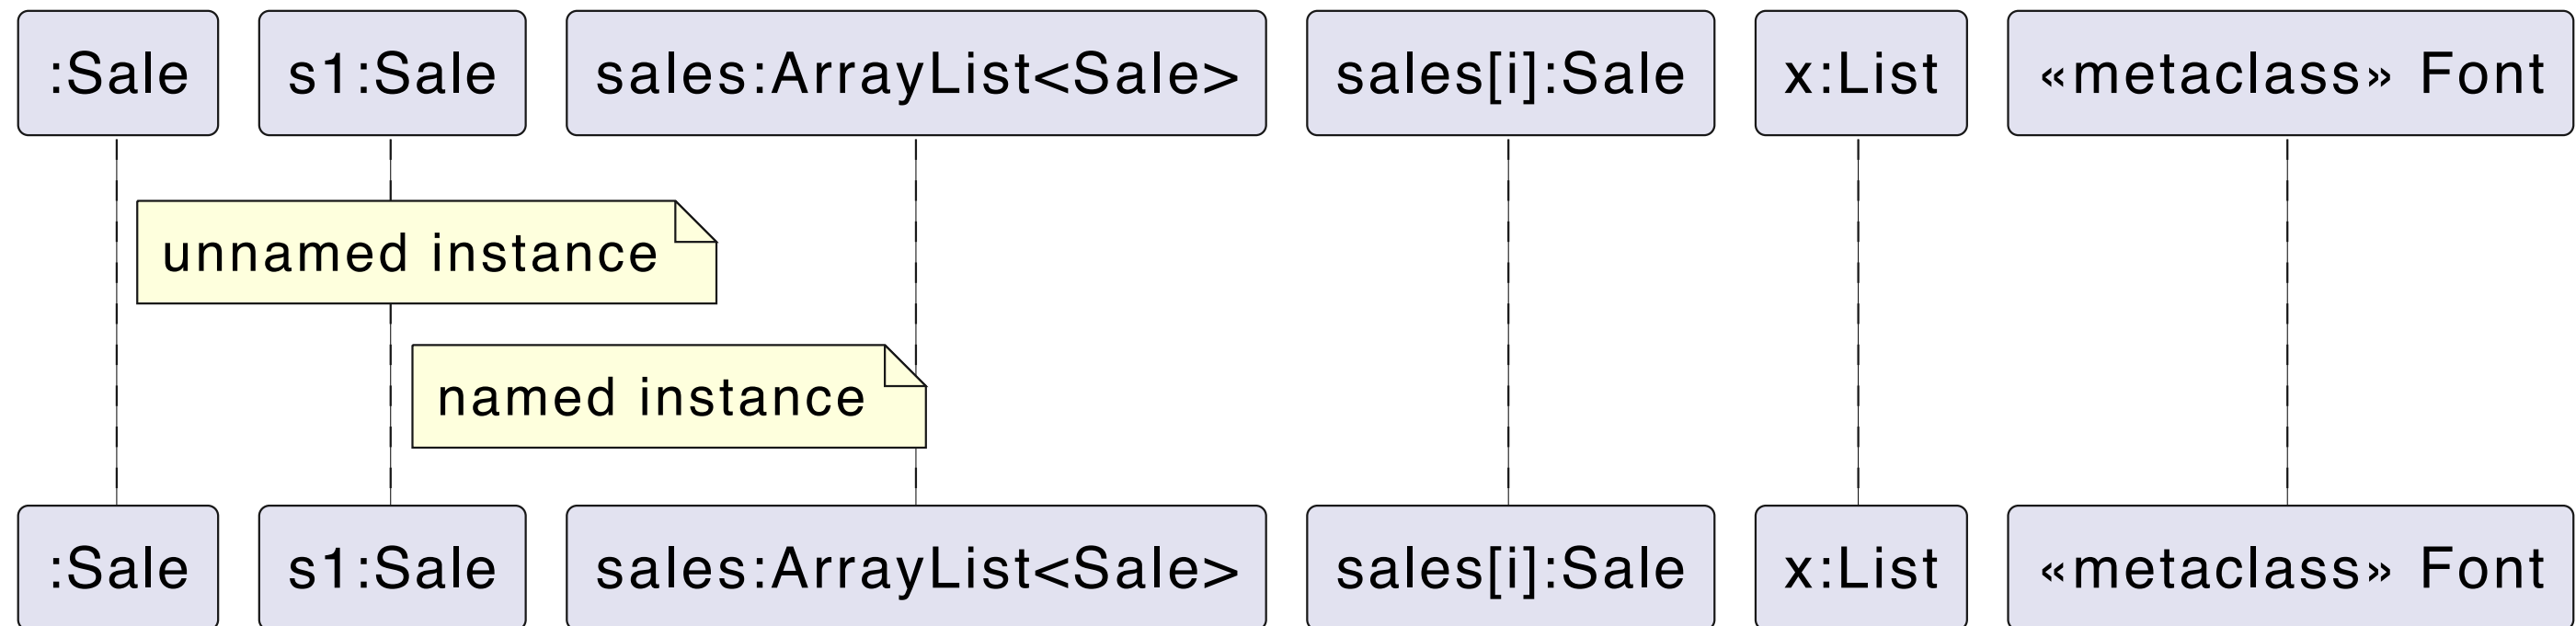 :Sale
s1:Sale
sales:ArrayList<Sale>
sales[i]:Sale
x:List
«metaclass» Font
unnamed instance
named instance
:Sale
s1:Sale
sales:ArrayList<Sale>
sales[i]:Sale
x:List
«metaclass» Font